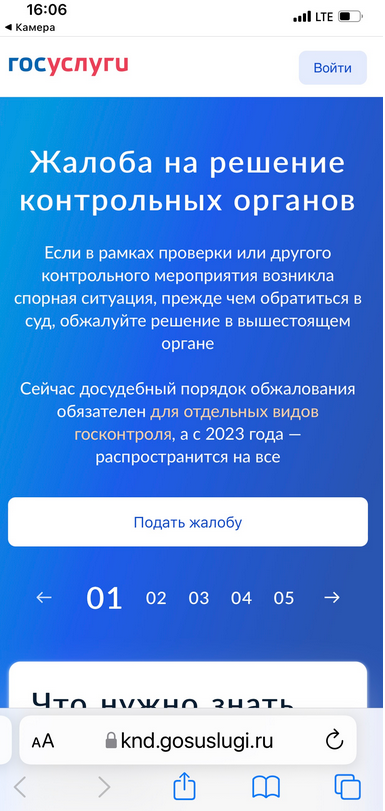 16:06
LTE
Камера
госуслуги
Войти
Жалоба на решение
контрольных органов
Если в рамках проверки или другого
контрольного мероприятия возникла
спорная ситуация, прежде чем обратиться в
суд, обжалуйте решение в вышестоящем
органе
Сейчас досудебный порядок обжалования
обязателен для отдельных видов
госконтроля, а с 2023 года —
распространится на все
Подать жалобу
← 01 02 03 04 05 →
Что нужно знать
AA knd.gosuslugi.ru